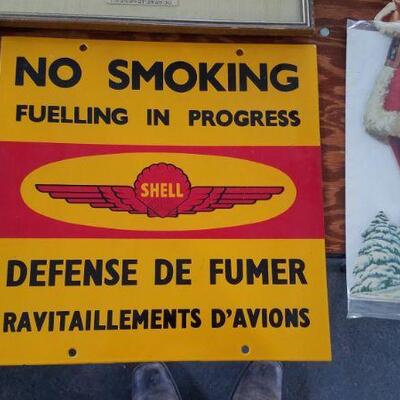 NO SMOKING
FUELLING IN PROGRESS
SHELL
DEFENSE DE FUMER
RAVITAILLEMENTS D'AVIONS